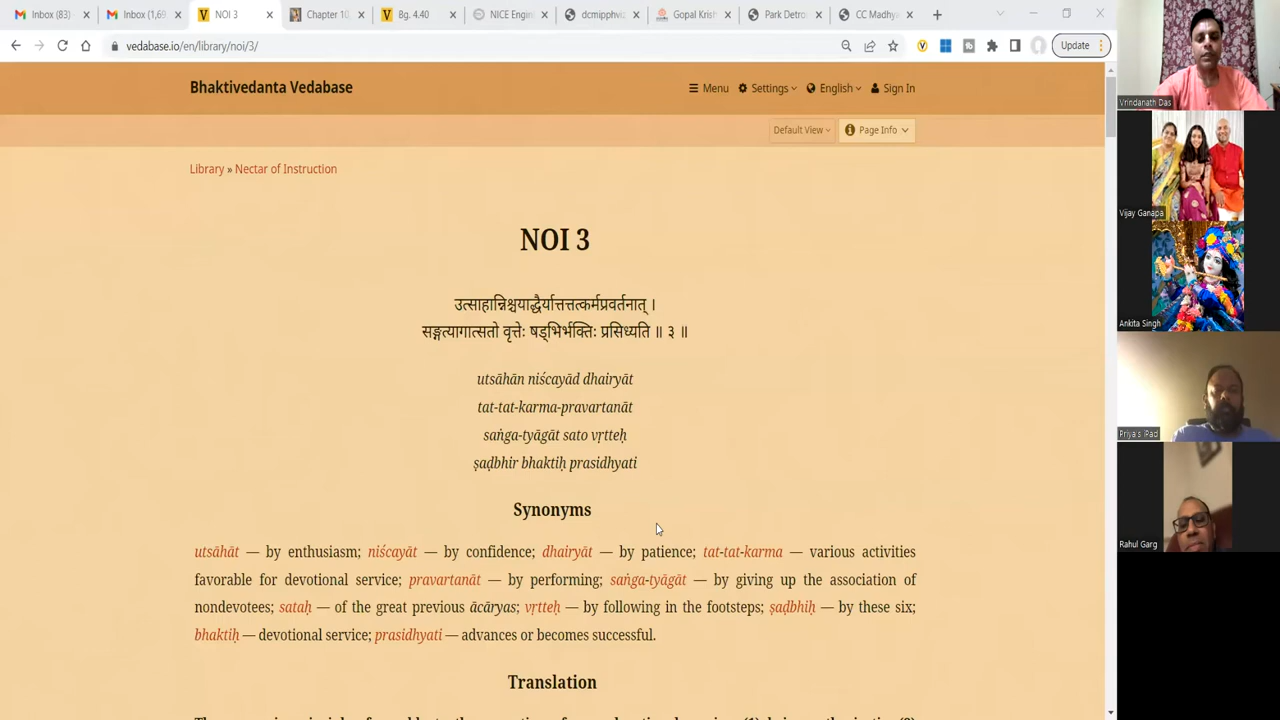 Inbox (83)
Inbox (1,69
NOI 3
Chapter 10,
Bg. 4.40
NICE Engin
dcmipphvi
Gopal Krish
Park Detro
CC Madhy
vedabase.io/en/library/noi/3/
Update
Bhaktivedanta Vedabase
Menu
Settings
English
Sign In
Default View
Page Info
Library » Nectar of Instruction
NOI 3
उत्साहान्निश्चयाद्धैर्यात्तत्तत्कर्मप्रवर्तनात् ।
सङ्गत्यागात्सतो वृत्तेः षड्‌भिर्भक्तिः प्रसिध्यति ॥ ३ ॥
utsāhān niścayād dhairyāt
tat-tat-karma-pravartanāt
saṅga-tyāgāt sato vṛtteḥ
ṣaḍbhir bhaktiḥ prasidhyati
Synonyms
utsāhāt — by enthusiasm; niścayāt — by confidence; dhairyāt — by patience; tat-tat-karma — various activities
favorable for devotional service; pravartanāt — by performing; saṅga-tyāgāt — by giving up the association of
nondevotees; sataḥ — of the great previous ācāryas; vṛtteḥ — by following in the footsteps; ṣaḍbhiḥ — by these six;
bhaktiḥ — devotional service; prasidhyati — advances or becomes successful.
Translation
Vrindanath Das
Vijay Ganapa
Ankita Singh
Priya's iPad
Rahul Garg